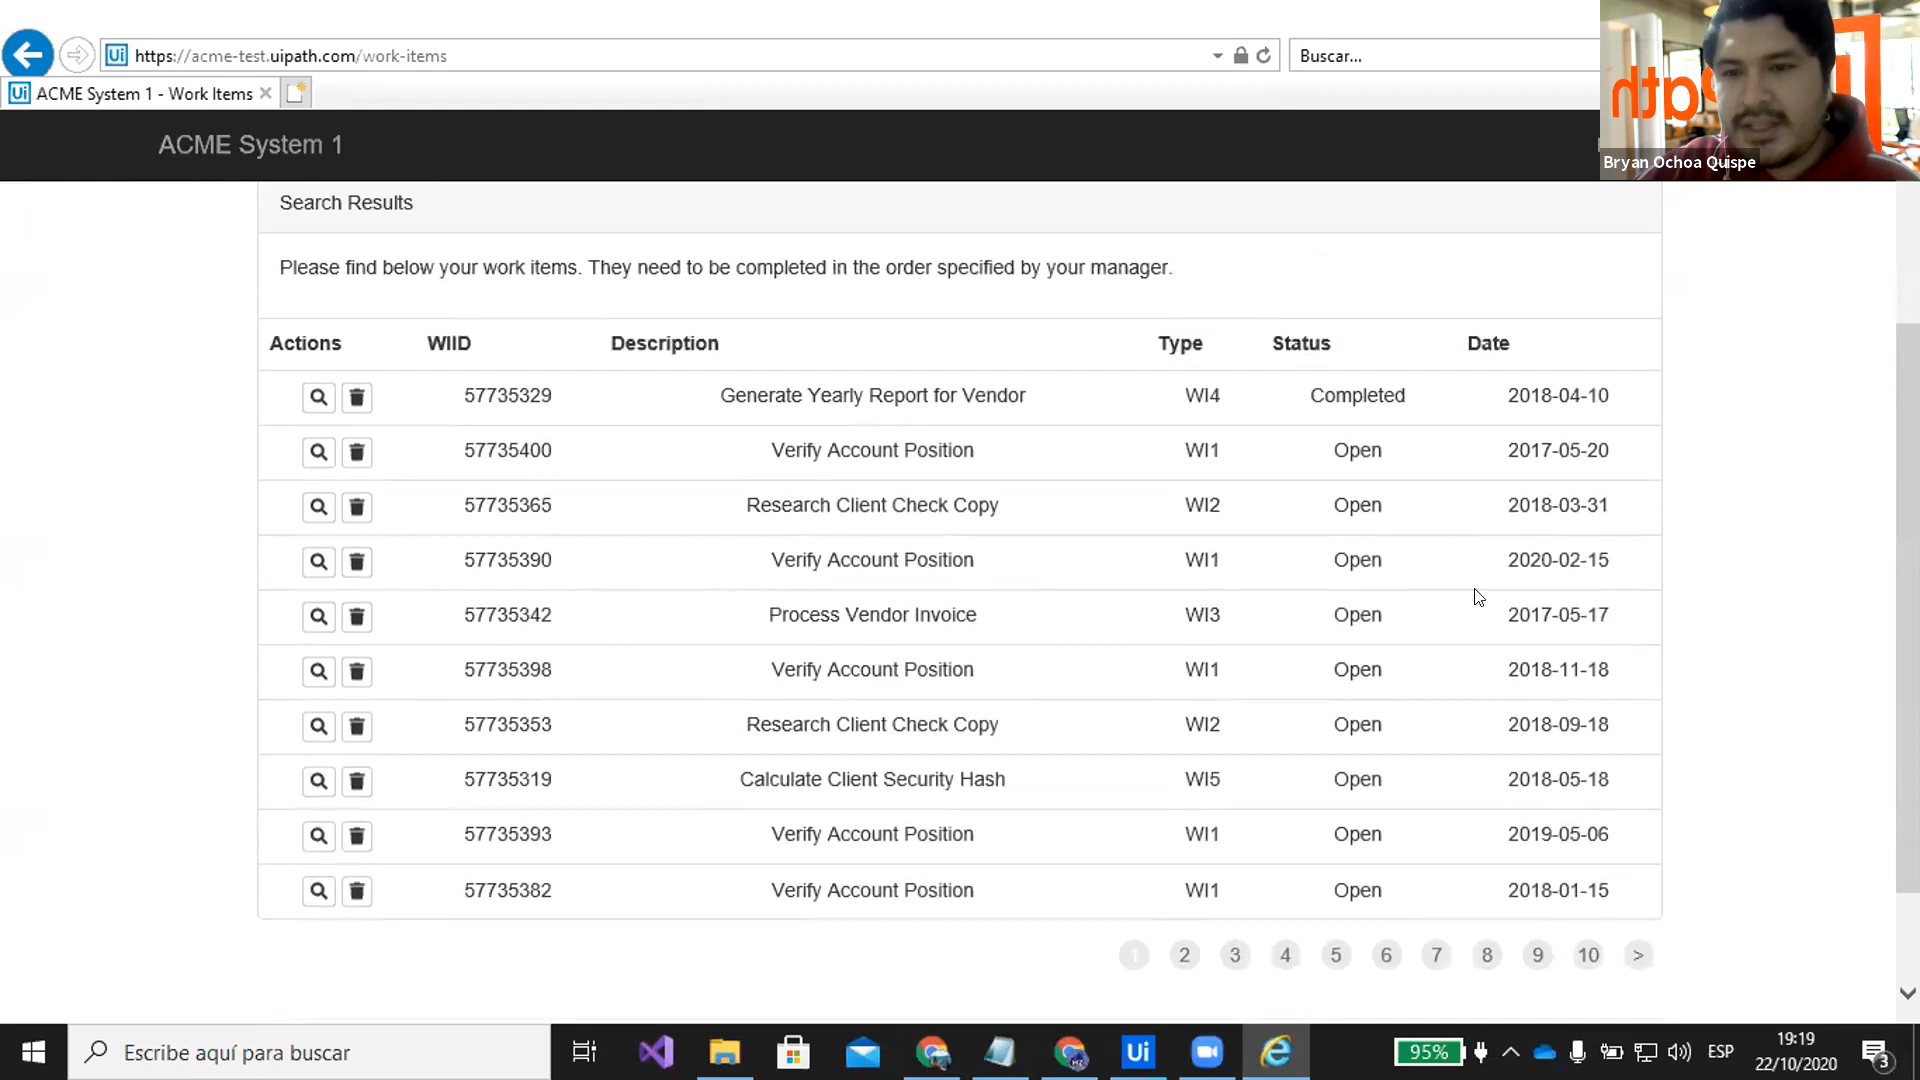 https://acme-test.uipath.com/work-items
Buscar...
Ui ACME System 1 - Work Items
ACME System 1
Bryan Ochoa Quispe
Search Results
Please find below your work items. They need to be completed in the order specified by your manager.
Actions WIID Description Type Status Date
57735329 Generate Yearly Report for Vendor WI4 Completed 2018-04-10
57735400 Verify Account Position WI1 Open 2017-05-20
57735365 Research Client Check Copy WI2 Open 2018-03-31
57735390 Verify Account Position WI1 Open 2020-02-15
57735342 Process Vendor Invoice WI3 Open 2017-05-17
57735398 Verify Account Position WI1 Open 2018-11-18
57735353 Research Client Check Copy WI2 Open 2018-09-18
57735319 Calculate Client Security Hash WI5 Open 2018-05-18
57735393 Verify Account Position WI1 Open 2019-05-06
57735382 Verify Account Position WI1 Open 2018-01-15
1 2 3 4 5 6 7 8 9 10 >
Escribe aquí para buscar
Ui
95%
ESP
19:19
22/10/2020
3